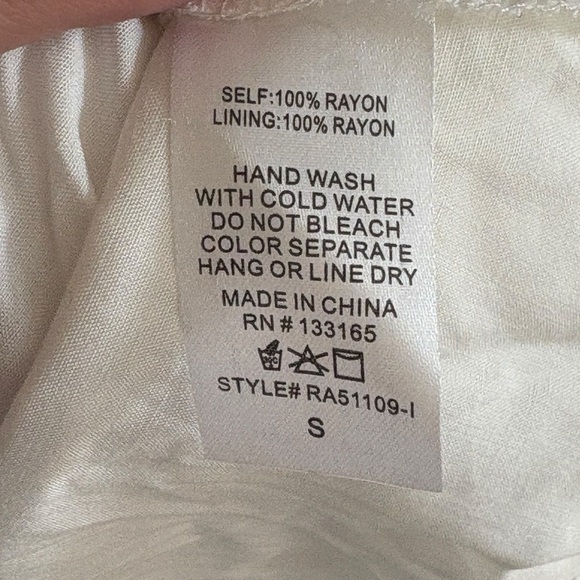 SELF:100% RAYON
LINING:100% RAYON
HAND WASH
WITH COLD WATER
DO NOT BLEACH
COLOR SEPARATE
HANG OR LINE DRY
MADE IN CHINA
RN # 133165
STYLE# RA51109-I
S